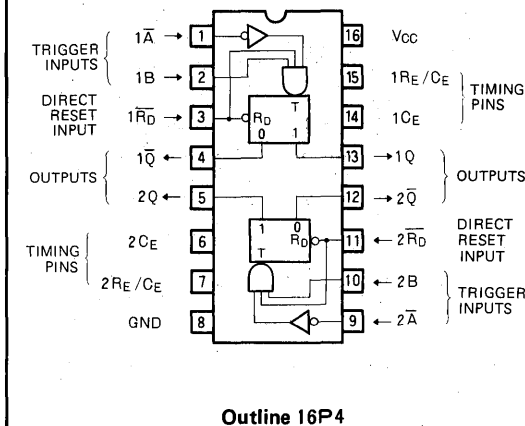 1A̅ → 1 16 VCC
TRIGGER INPUTS
1B → 2 15 1RE/CE
TIMING PINS
DIRECT RESET INPUT
1R̅D̅ → 3 14 1CE
T
RD
0 1
1Q̅ ← 4 13 → 1Q
OUTPUTS
2Q ← 5 12 → 2Q̅
OUTPUTS
1 0
RD
T
2CE 6 11 ← 2R̅D̅
DIRECT RESET INPUT
TIMING PINS
2RE/CE 7 10 ← 2B
TRIGGER INPUTS
GND 8 9 ← 2A̅
Outline 16P4